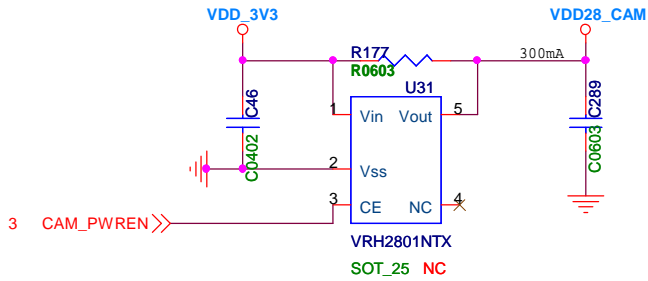 VDD_3V3
VDD28_CAM
R177
R0603
300mA
U31
C46
C0402
C289
C0603
1
Vin
Vout
5
2
Vss
3
CE
NC
4
3 CAM_PWREN
VRH2801NTX
SOT_25 NC